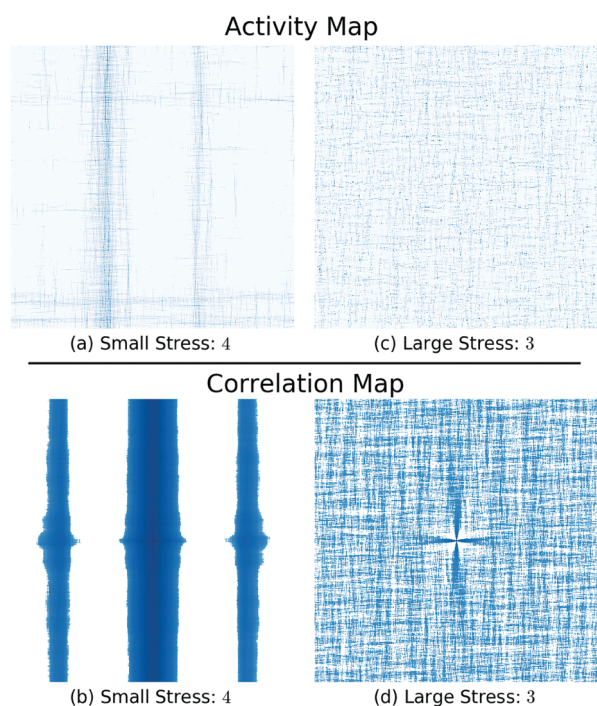 Activity Map
(a) Small Stress: 4
(c) Large Stress: 3
Correlation Map
(b) Small Stress: 4
(d) Large Stress: 3